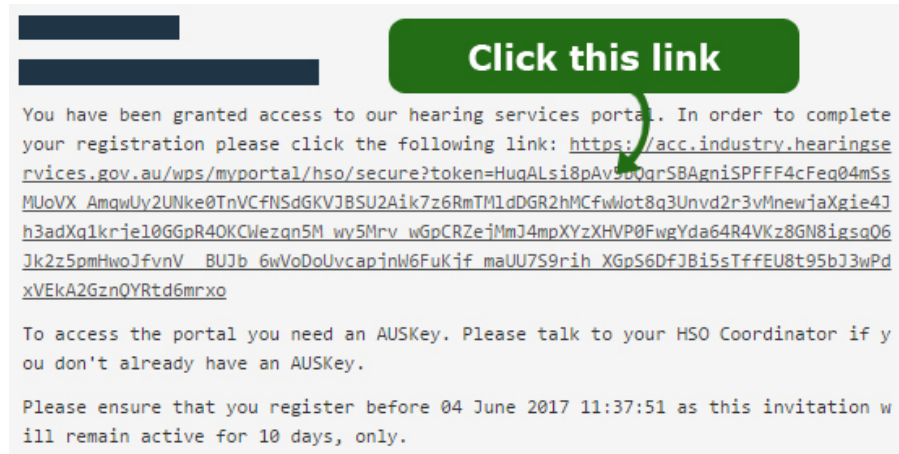 Click this link
You have been granted access to our hearing services portal. In order to complete
your registration please click the following link: https://acc.industry.hearingse
rvices.gov.au/wps/myportal/hso/secure?token=HuqALsi8pAv5bQqrSBAgniSPFFF4cFeq04mSs
MUoVX_AmqwUy2UNke0TnVCfNSdGKVJBSU2Aik7z6RmTMldDGR2hMCfwWot8q3Unvd2r3vMnewjaXgie4J
h3adXq1krjel0GGpR4OKCWezqn5M_wy5Mrv_wGpCRZejMmJ4mpXYzXHVP0FwgYda64R4VKz8GN8igsqQ6
Jk2z5pmHwoJfvnV__BUJb_6wVoDoUvcapjnW6FuKjf_maUU7S9rih_XGpS6DfJBi5sTffEU8t95bJ3wPd
xVEkA2GznQYRtd6mrxo
To access the portal you need an AUSKey. Please talk to your HSO Coordinator if y
ou don't already have an AUSKey.
Please ensure that you register before 04 June 2017 11:37:51 as this invitation w
ill remain active for 10 days, only.